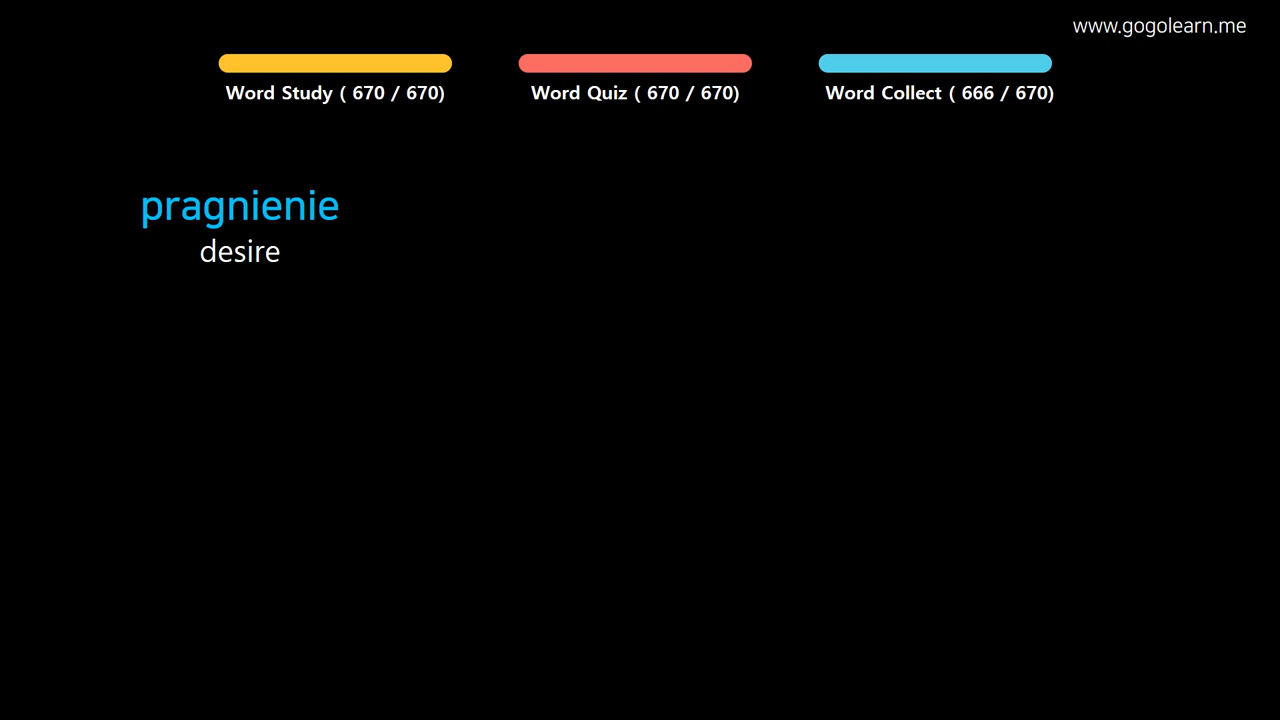 www.gogolearn.me
Word Study ( 670 / 670)
Word Quiz ( 670 / 670)
Word Collect ( 666 / 670)
pragnienie
desire